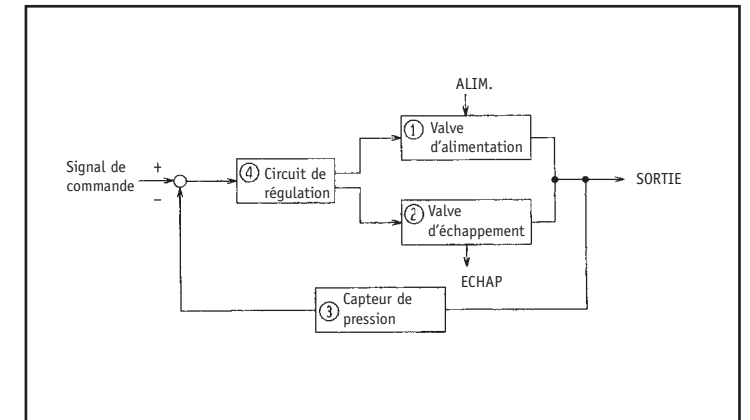 ALIM.
① Valve
d'alimentation
Signal de
commande
+
−
④ Circuit de
régulation
SORTIE
② Valve
d'échappement
ECHAP
③ Capteur de
pression